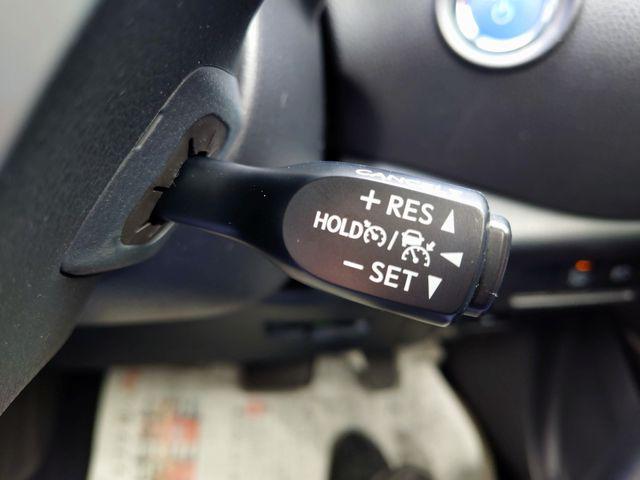 CANCEL
+ RES
HOLD /
− SET